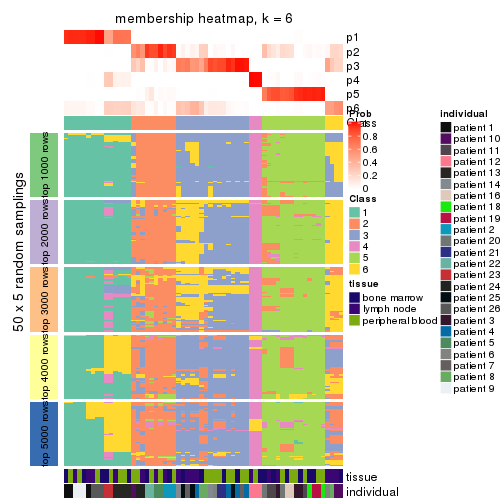 membership heatmap, k = 6
p1
p2
p3
p4
p5
p6
Class
50 x 5 random samplings
top 1000 rows
top 2000 rows
top 3000 rows
top 4000 rows
top 5000 rows
tissue
individual
Prob
1
0.8
0.6
0.4
0.2
0
Class
1
2
3
4
5
6
tissue
bone marrow
lymph node
peripheral blood
individual
patient 1
patient 10
patient 11
patient 12
patient 13
patient 14
patient 16
patient 18
patient 19
patient 2
patient 20
patient 21
patient 22
patient 23
patient 24
patient 25
patient 26
patient 3
patient 4
patient 5
patient 6
patient 7
patient 8
patient 9